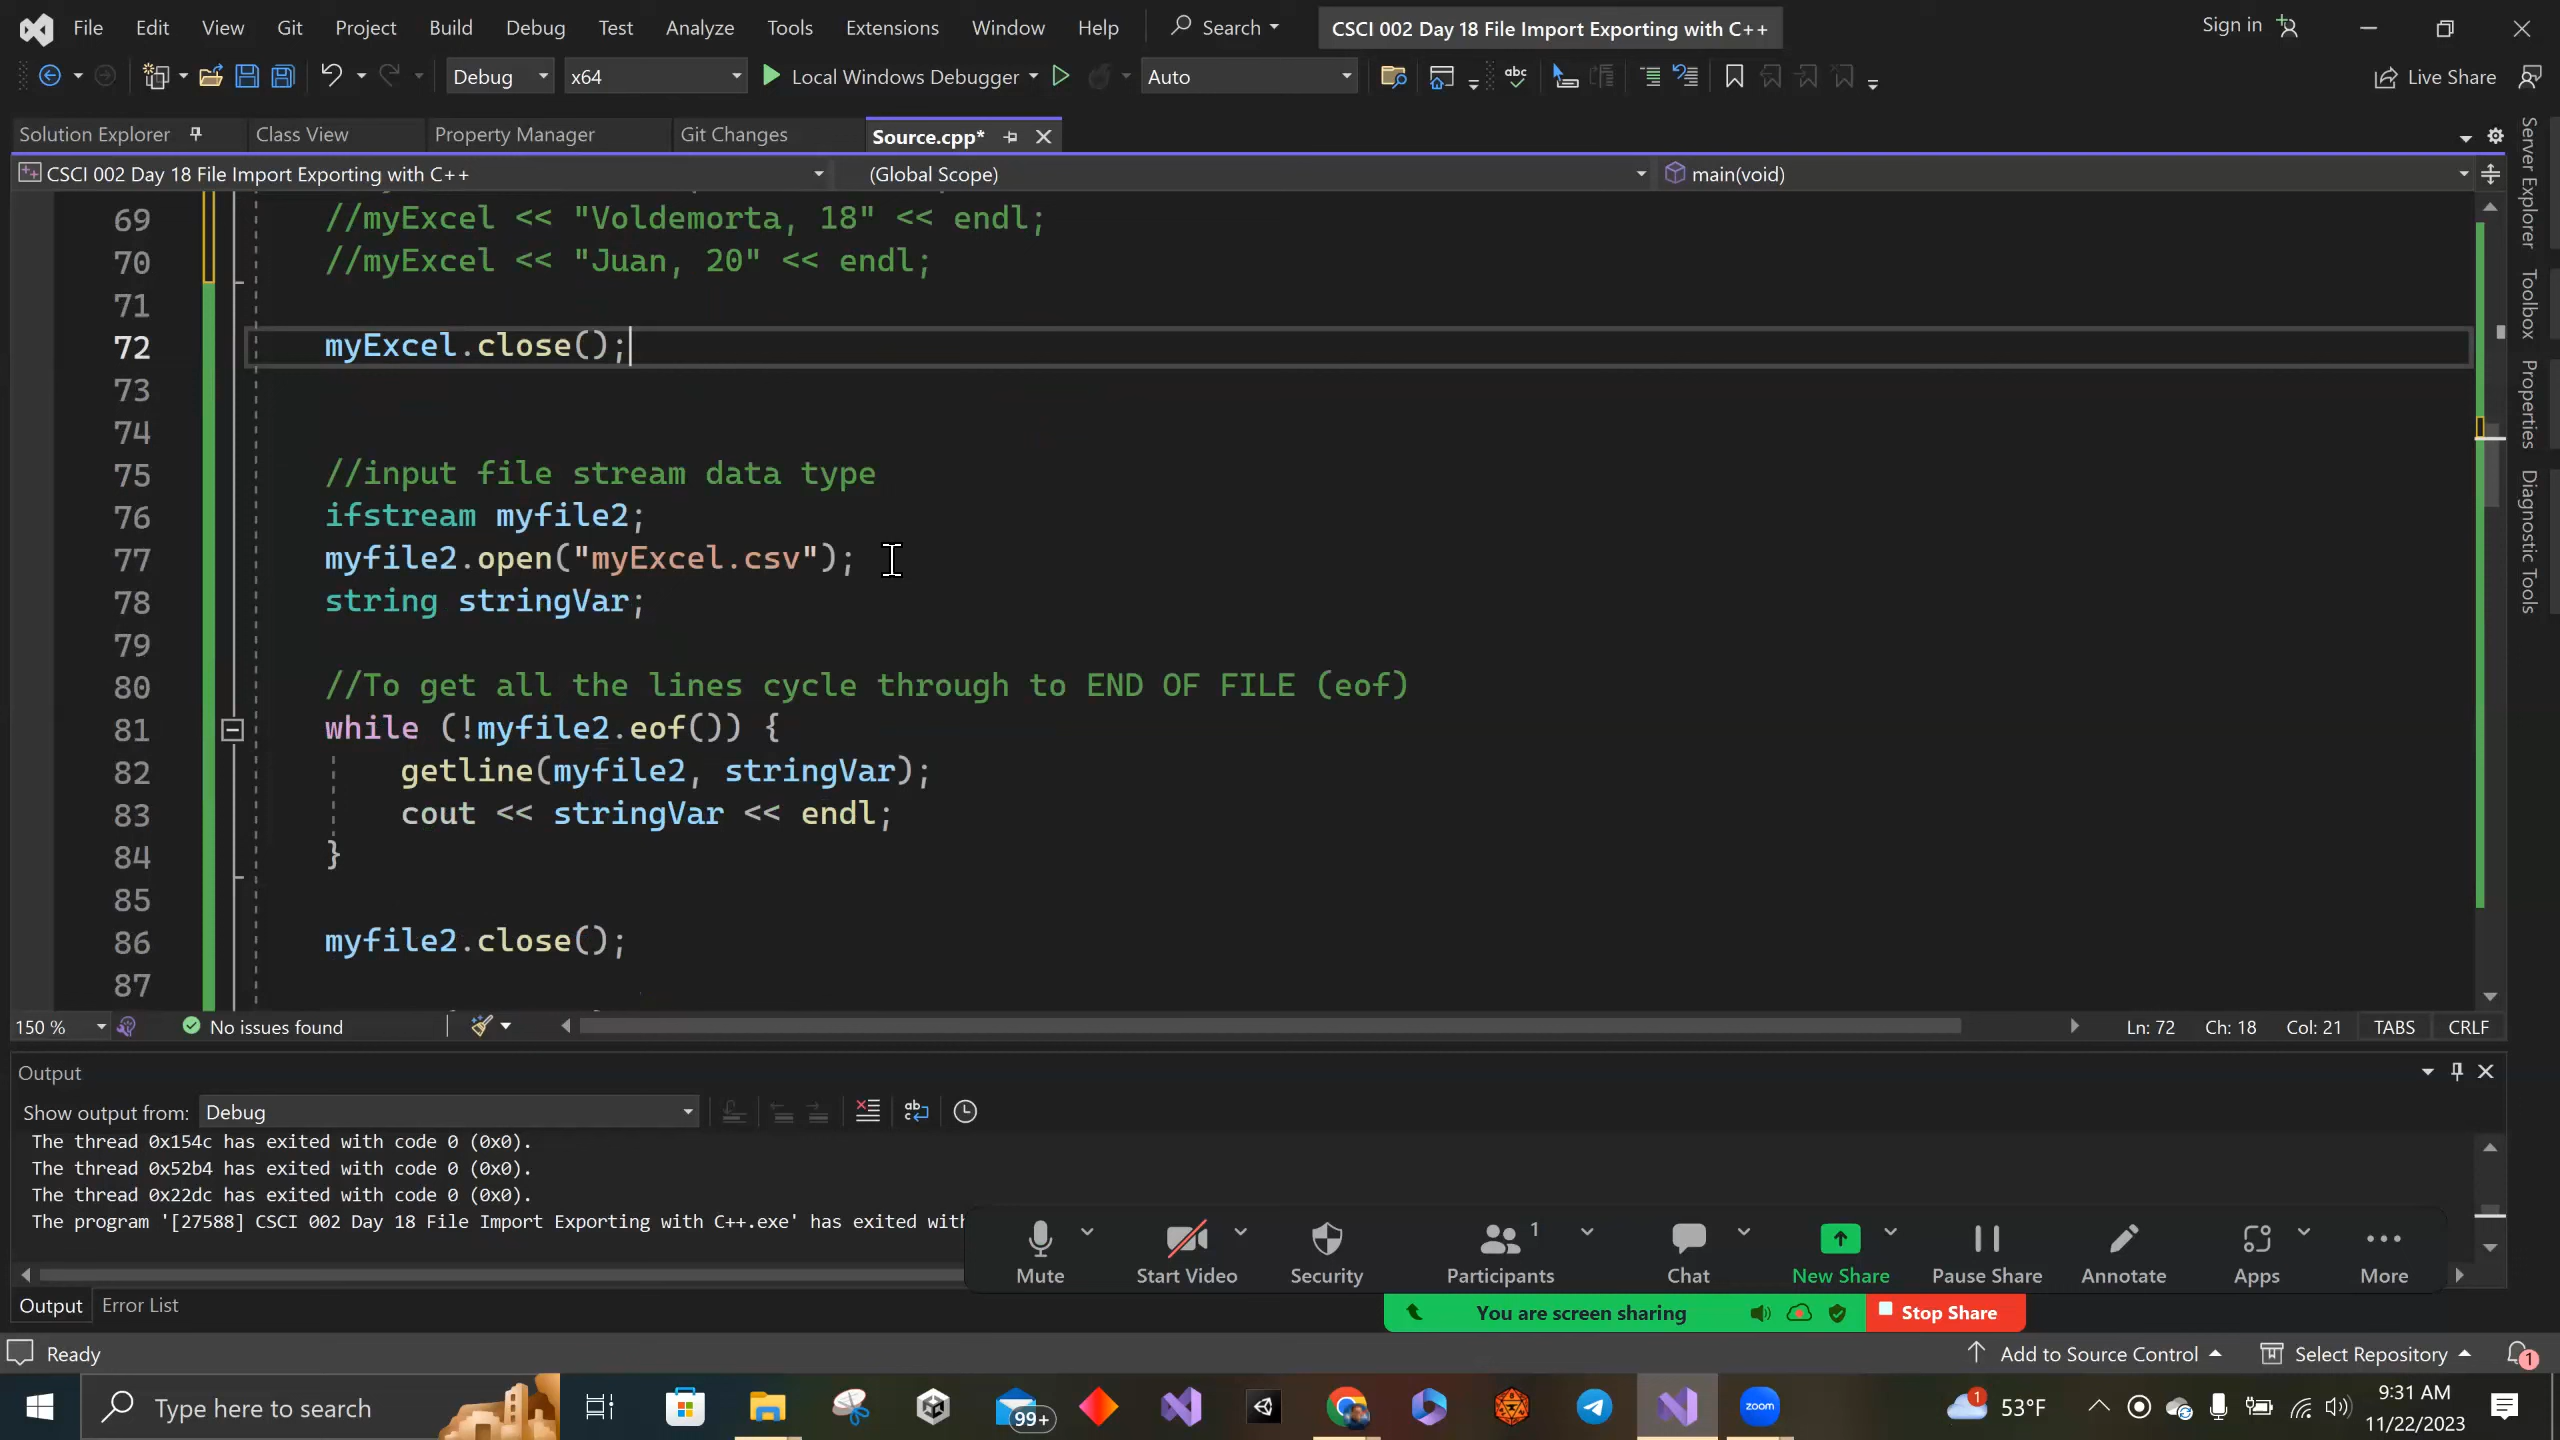 File Edit View Git Project Build Debug Test Analyze Tools Extensions Window Help Search CSCI 002 Day 18 File Import Exporting with C++ Sign in
Debug x64 Local Windows Debugger Auto Live Share
Solution Explorer Class View Property Manager Git Changes Source.cpp*
CSCI 002 Day 18 File Import Exporting with C++ (Global Scope) main(void)
69 //myExcel << "Voldemorta, 18" << endl;
70 //myExcel << "Juan, 20" << endl;
71
72 myExcel.close();
73
74
75 //input file stream data type
76 ifstream myfile2;
77 myfile2.open("myExcel.csv");
78 string stringVar;
79
80 //To get all the lines cycle through to END OF FILE (eof)
81 while (!myfile2.eof()) {
82 getline(myfile2, stringVar);
83 cout << stringVar << endl;
84 }
85
86 myfile2.close();
87
Server Explorer
Toolbox
Properties
Diagnostic Tools
150 % No issues found Ln: 72 Ch: 18 Col: 21 TABS CRLF
Output
Show output from: Debug
The thread 0x154c has exited with code 0 (0x0).
The thread 0x52b4 has exited with code 0 (0x0).
The thread 0x22dc has exited with code 0 (0x0).
The program '[27588] CSCI 002 Day 18 File Import Exporting with C++.exe' has exited
Mute Start Video Security Participants 1 Chat New Share Pause Share Annotate Apps More
Output Error List
You are screen sharing Stop Share
Ready Add to Source Control Select Repository 1
Type here to search 99+ zoom 1 53°F 9:31 AM
11/22/2023